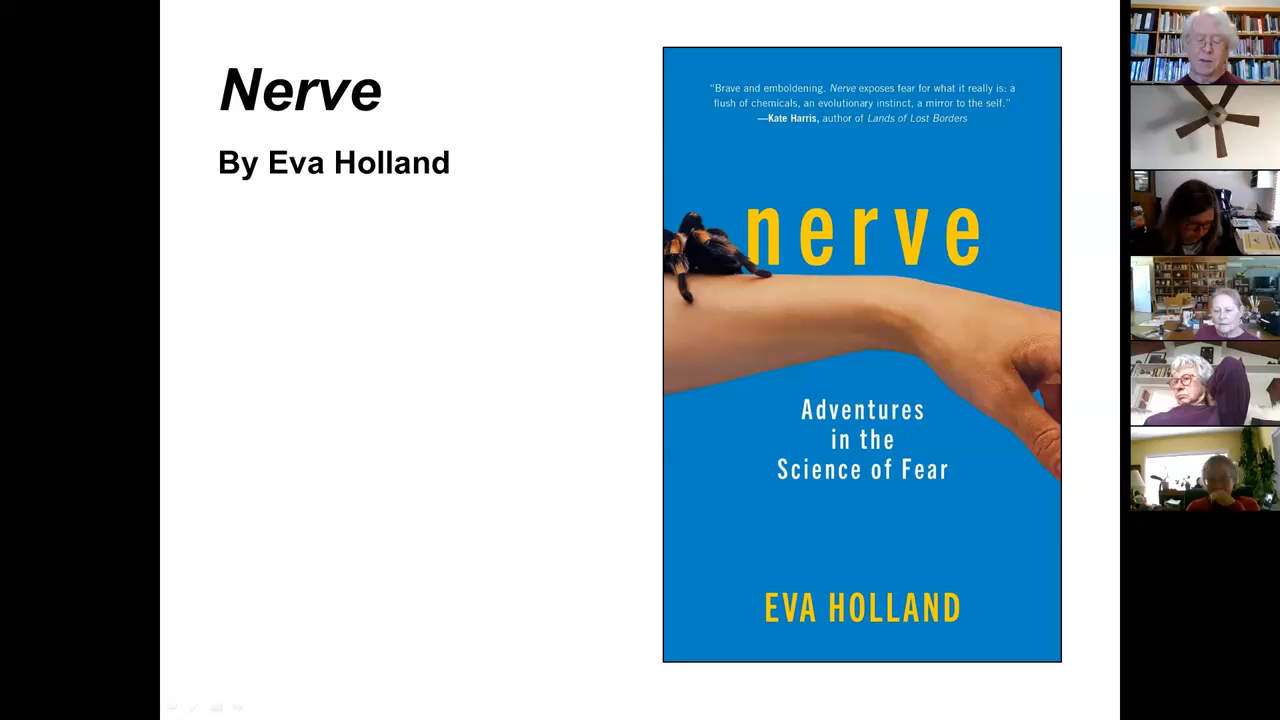 Nerve
By Eva Holland
“Brave and emboldening. Nerve exposes fear for what it really is: a
flush of chemicals, an evolutionary instinct, a mirror to the self.”
—Kate Harris, author of Lands of Lost Borders
nerve
Adventures
in the
Science of Fear
EVA HOLLAND